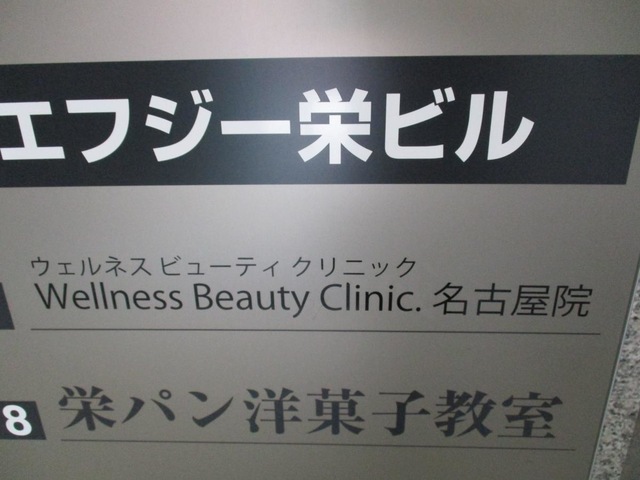 エフジー栄ビル
ウェルネス ビューティ クリニック
Wellness Beauty Clinic. 名古屋院
8 栄パン洋菓子教室